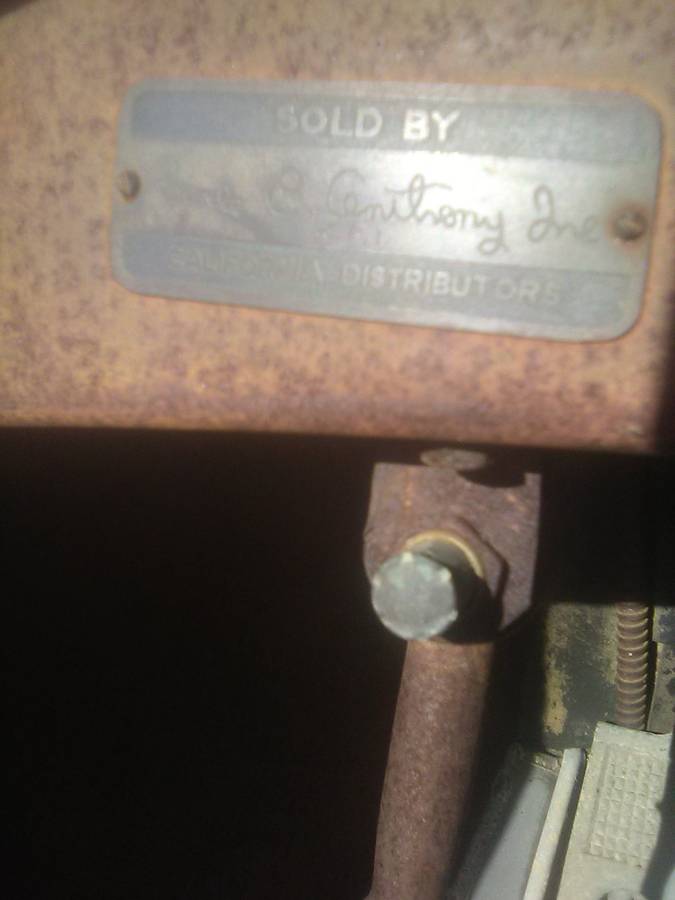 SOLD BY
C. Anthony Inc
CALIFORNIA DISTRIBUTORS